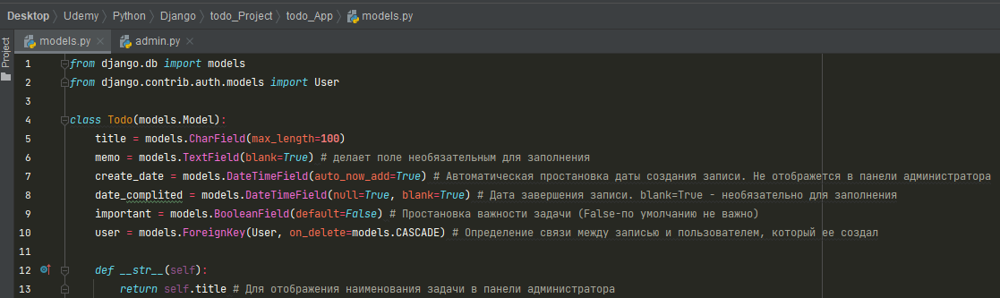 Desktop Udemy Python Django todo_Project todo_App models.py
Project
models.py admin.py
1 from django.db import models
2 from django.contrib.auth.models import User
3
4 class Todo(models.Model):
5 title = models.CharField(max_length=100)
6 memo = models.TextField(blank=True) # делает поле необязательным для заполнения
7 create_date = models.DateTimeField(auto_now_add=True) # Автоматическая простановка даты создания записи. Не отображется в панели администратора
8 date_complited = models.DateTimeField(null=True, blank=True) # Дата завершения записи. blank=True - необязательно для заполнения
9 important = models.BooleanField(default=False) # Простановка важности задачи (False-по умолчанию не важно)
10 user = models.ForeignKey(User, on_delete=models.CASCADE) # Определение связи между записью и пользователем, который ее создал
11
12 def __str__(self):
13 return self.title # Для отображения наименования задачи в панели администратора